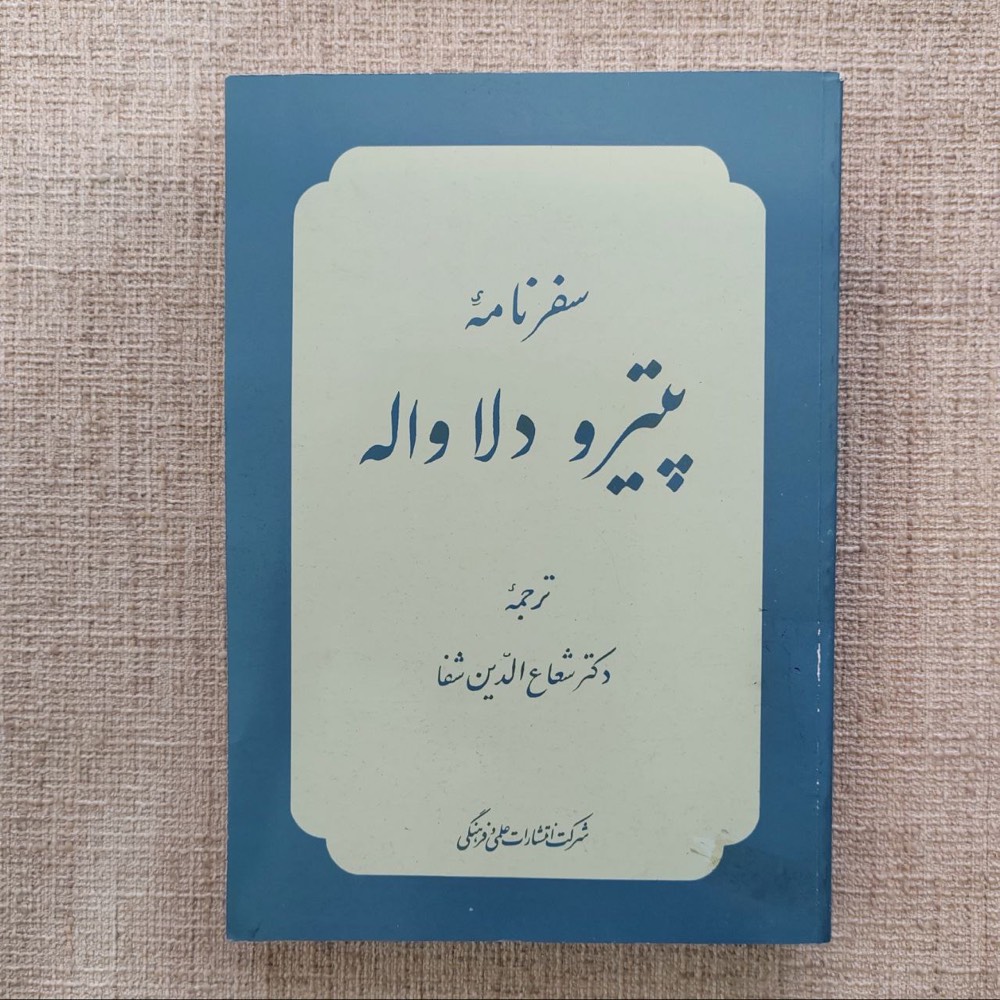 سفرنامهٔ
پیترو دلاواله
ترجمهٔ
دکتر شعاع الدّین شفا
شرکت انتشارات علمی و فرهنگی